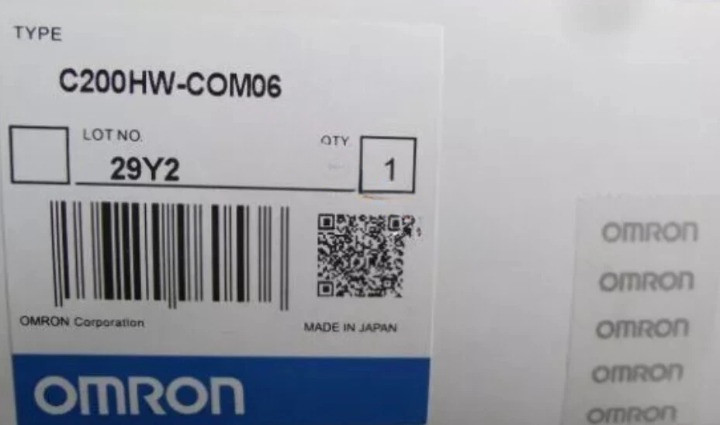 TYPE
C200HW-COM06
LOT NO.
QTY
29Y2
1
OMRON Corporation
MADE IN JAPAN
OMRON
OMRON
OMRON
OMRON
OMRON
OMRON